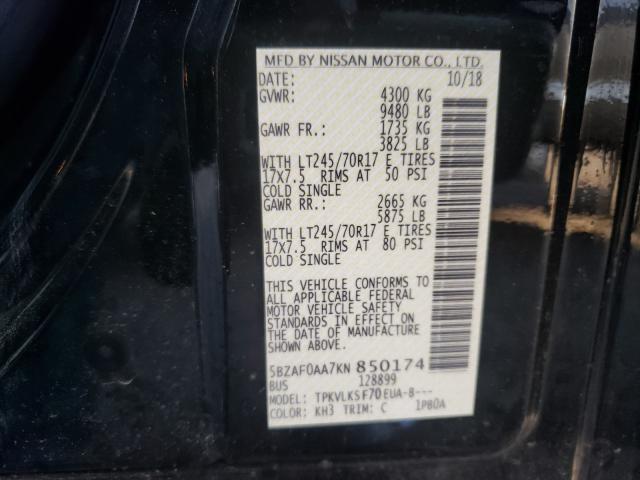 MFD BY NISSAN MOTOR CO., LTD.
DATE: 10/18
GVWR: 4300 KG
9480 LB
GAWR FR.: 1735 KG
3825 LB
WITH LT245/70R17 E TIRES
17X7.5 RIMS AT 50 PSI
COLD SINGLE
GAWR RR.: 2665 KG
5875 LB
WITH LT245/70R17 E TIRES
17X7.5 RIMS AT 80 PSI
COLD SINGLE
THIS VEHICLE CONFORMS TO
ALL APPLICABLE FEDERAL
MOTOR VEHICLE SAFETY
STANDARDS IN EFFECT ON
THE DATE OF MANUFACTURE
SHOWN ABOVE.
5BZAF0AA7KN 850174
BUS 128899
MODEL: TPKVLKSF70EUA-B---
COLOR: KH3 TRIM: C 1PB0A